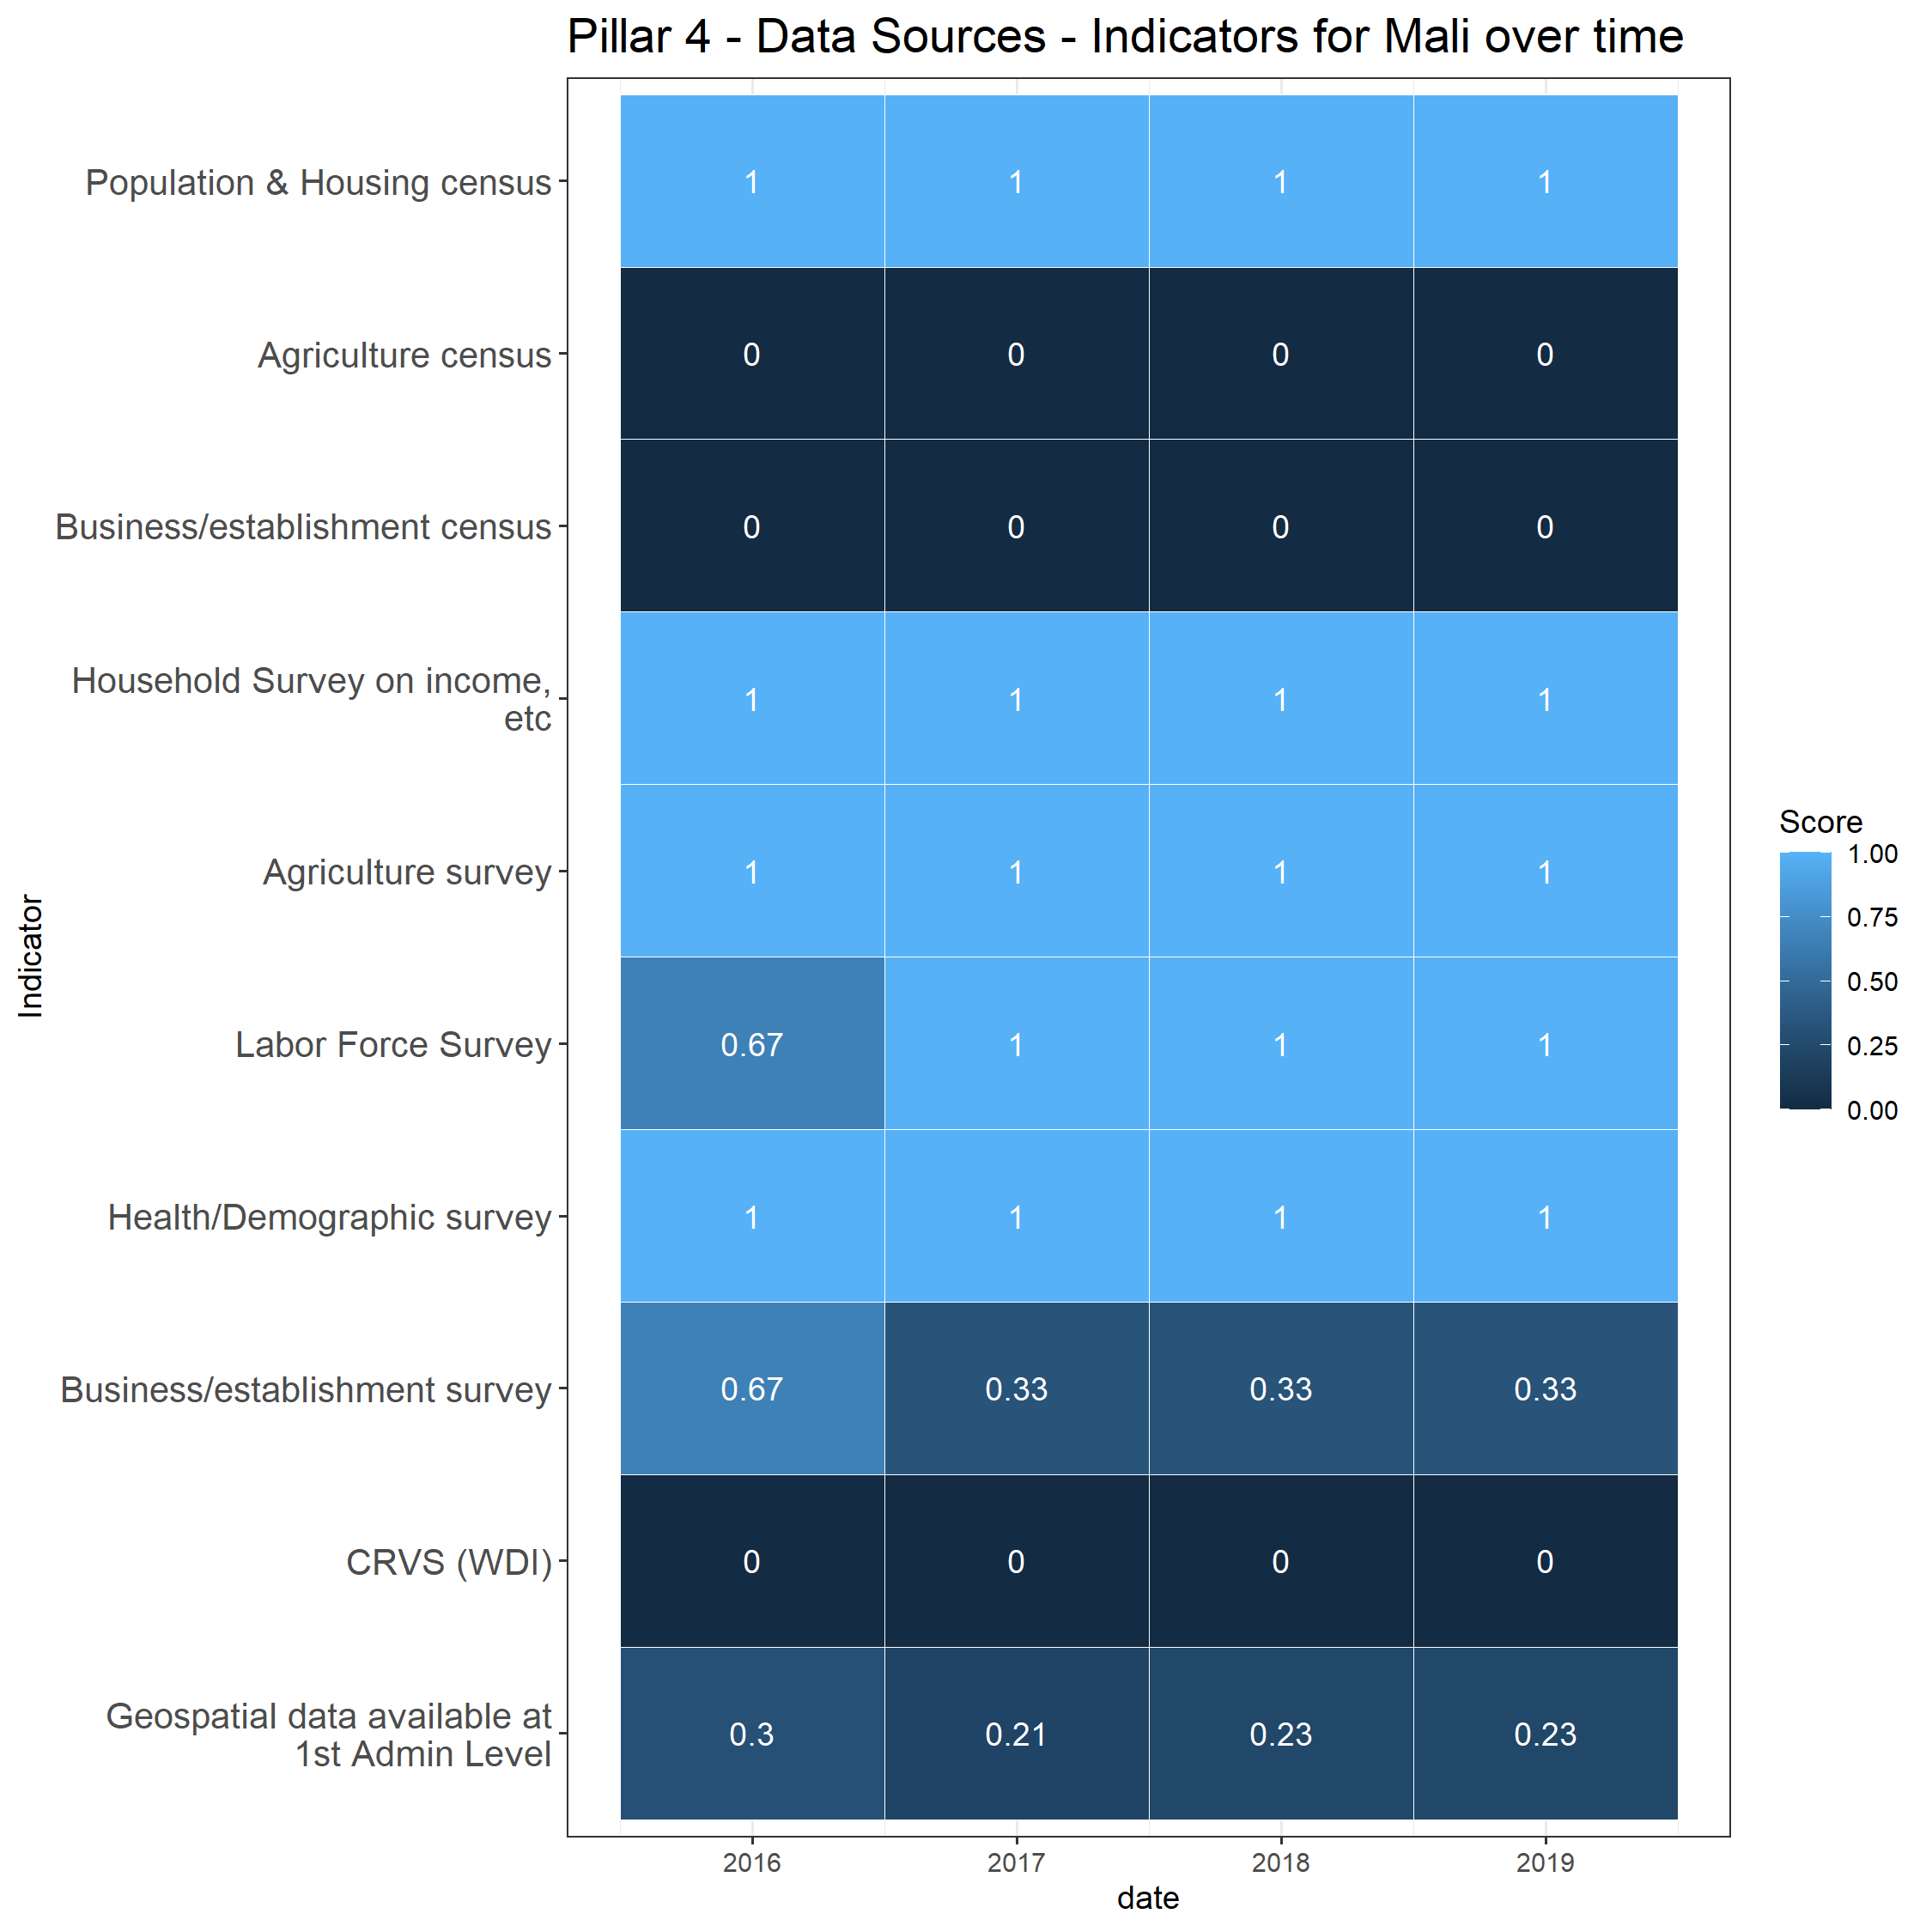 Pillar 4 - Data Sources - Indicators for Mali over time
Indicator
Population & Housing census
1 1 1 1
Agriculture census
0 0 0 0
Business/establishment census
0 0 0 0
Household Survey on income,
etc
1 1 1 1
Agriculture survey
1 1 1 1
Labor Force Survey
0.67 1 1 1
Health/Demographic survey
1 1 1 1
Business/establishment survey
0.67 0.33 0.33 0.33
CRVS (WDI)
0 0 0 0
Geospatial data available at
1st Admin Level
0.3 0.21 0.23 0.23
2016 2017 2018 2019
date
Score
1.00
0.75
0.50
0.25
0.00